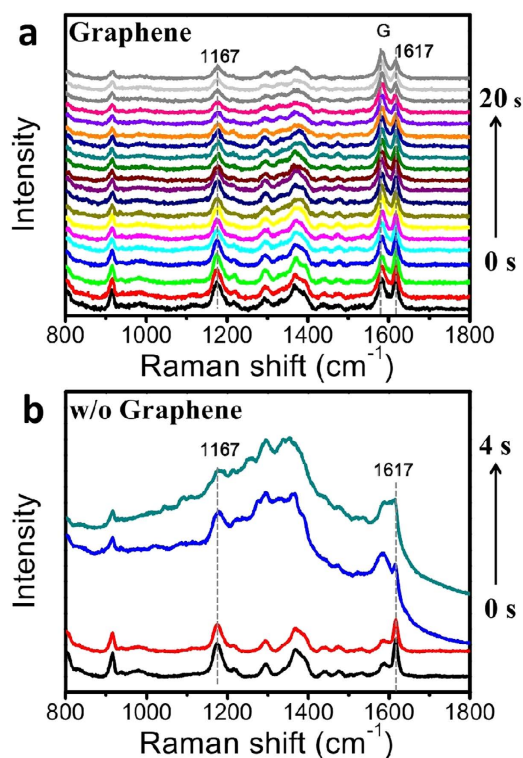 a
Graphene
1167
G
1617
20 s
0 s
Intensity
800 1000 1200 1400 1600 1800
Raman shift (cm⁻¹)
b
w/o Graphene
1167
1617
4 s
0 s
Intensity
800 1000 1200 1400 1600 1800
Raman shift (cm⁻¹)